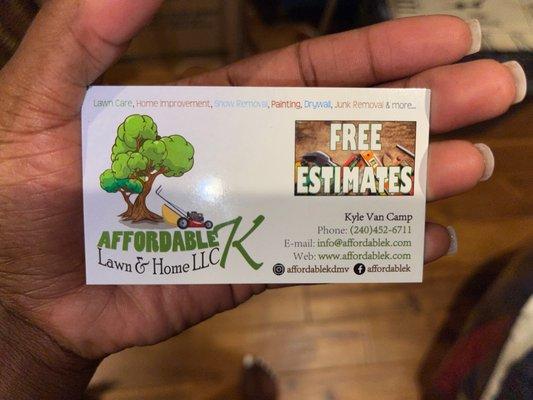 Lawn Care, Home Improvement, Snow Removal, Painting, Drywall, Junk Removal & more...
FREE
ESTIMATES
AFFORDABLE K
Lawn & Home LLC
Kyle Van Camp
Phone: (240)452-6711
E-mail: info@affordablek.com
Web: www.affordablek.com
affordablekdmv affordablek